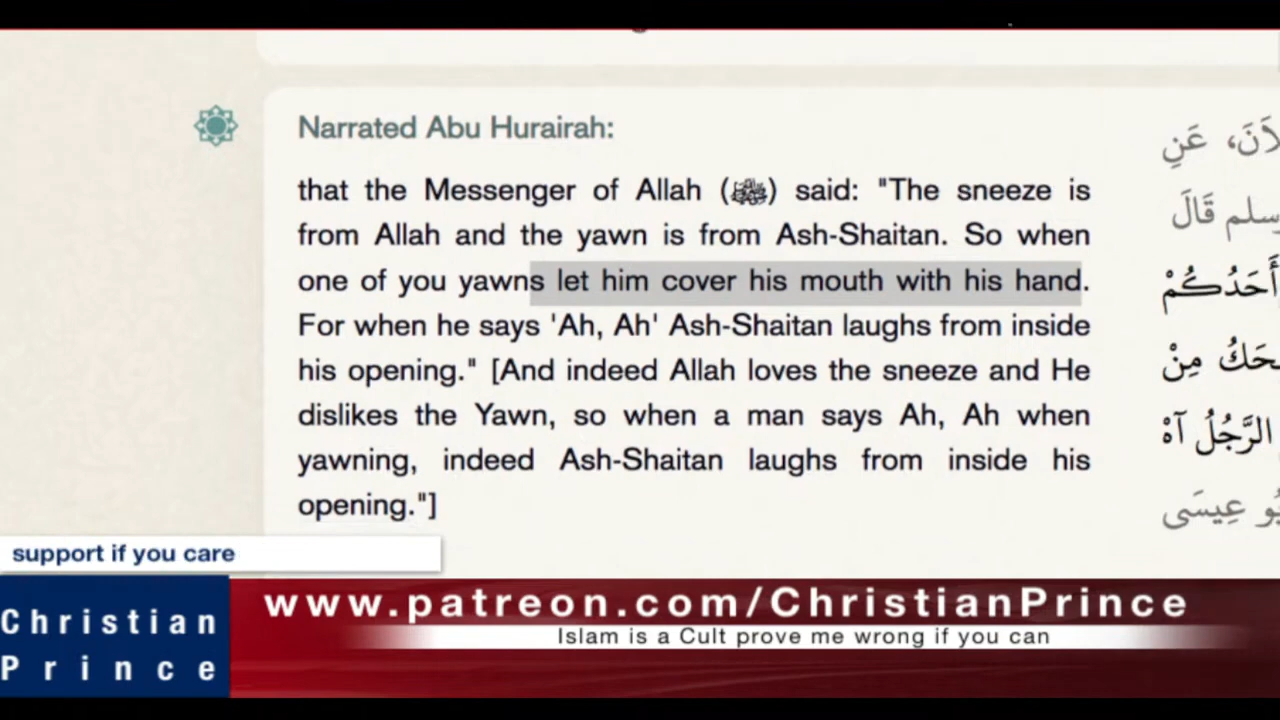 Narrated Abu Hurairah:
that the Messenger of Allah (ﷺ) said: "The sneeze is
from Allah and the yawn is from Ash-Shaitan. So when
one of you yawns let him cover his mouth with his hand.
For when he says 'Ah, Ah' Ash-Shaitan laughs from inside
his opening." [And indeed Allah loves the sneeze and He
dislikes the Yawn, so when a man says Ah, Ah when
yawning, indeed Ash-Shaitan laughs from inside his
opening."]
عَنِ
قَالَ
أَحَدُكُمْ
مِنْ
الرَّجُلُ آهْ
عِيسَى
support if you care
Christian
Prince
www.patreon.com/ChristianPrince
Islam is a Cult prove me wrong if you can